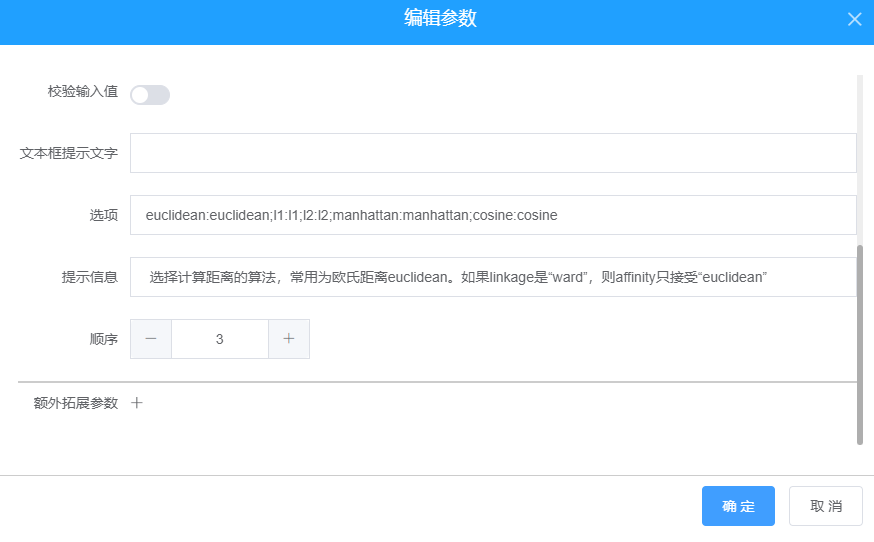 编辑参数
校验输入值
文本框提示文字
选项 euclidean:euclidean;l1:l1;l2:l2;manhattan:manhattan;cosine:cosine
提示信息 选择计算距离的算法，常用为欧氏距离euclidean。如果linkage是“ward”，则affinity只接受“euclidean”
顺序 3
额外拓展参数
确 定 取 消